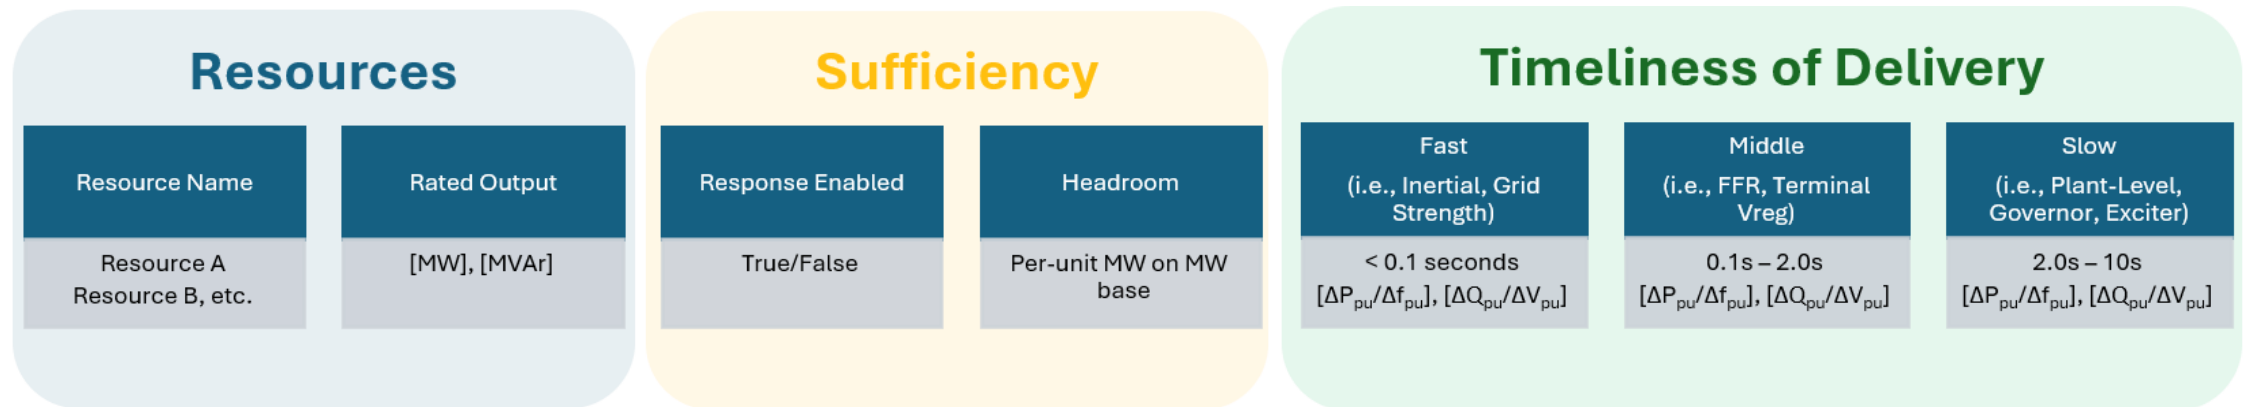 Resources
Resource Name
Resource A
Resource B, etc.
Rated Output
[MW], [MVAr]
Sufficiency
Response Enabled
True/False
Headroom
Per-unit MW on MW
base
Timeliness of Delivery
Fast
(i.e., Inertial, Grid
Strength)
< 0.1 seconds
[ΔPpu/Δfpu], [ΔQpu/ΔVpu]
Middle
(i.e., FFR, Terminal
Vreg)
0.1s – 2.0s
[ΔPpu/Δfpu], [ΔQpu/ΔVpu]
Slow
(i.e., Plant-Level,
Governor, Exciter)
2.0s – 10s
[ΔPpu/Δfpu], [ΔQpu/ΔVpu]